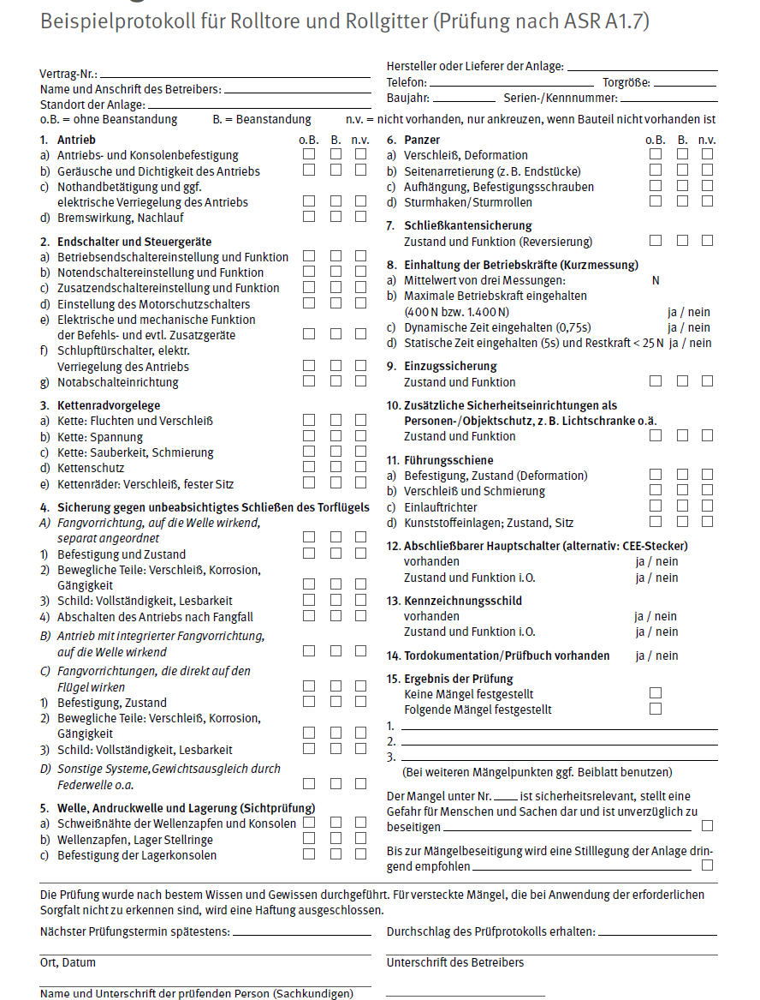 Beispielprotokoll für Rolltore und Rollgitter (Prüfung nach ASR A1.7)
Vertrag-Nr.:
Name und Anschrift des Betreibers:
Standort der Anlage:
Hersteller oder Lieferer der Anlage:
Telefon: Torgröße:
Baujahr: Serien-/Kennnummer:
o.B. = ohne Beanstandung B. = Beanstandung n.v. = nicht vorhanden, nur ankreuzen, wenn Bauteil nicht vorhanden ist
1. Antrieb o.B. B. n.v.
a) Antriebs- und Konsolenbefestigung
b) Geräusche und Dichtigkeit des Antriebs
c) Nothandbetätigung und ggf.
elektrische Verriegelung des Antriebs
d) Bremswirkung, Nachlauf
2. Endschalter und Steuergeräte
a) Betriebsendschaltereinstellung und Funktion
b) Notendschaltereinstellung und Funktion
c) Zusatzendschaltereinstellung und Funktion
d) Einstellung des Motorschutzschalters
e) Elektrische und mechanische Funktion
der Befehls- und evtl. Zusatzgeräte
f) Schlupftürschalter, elektr.
Verriegelung des Antriebs
g) Notabschalteinrichtung
3. Kettenradvorgelege
a) Kette: Fluchten und Verschleiß
b) Kette: Spannung
c) Kette: Sauberkeit, Schmierung
d) Kettenschutz
e) Kettenräder: Verschleiß, fester Sitz
4. Sicherung gegen unbeabsichtigtes Schließen des Torflügels
A) Fangvorrichtung, auf die Welle wirkend,
separat angeordnet
1) Befestigung und Zustand
2) Bewegliche Teile: Verschleiß, Korrosion,
Gängigkeit
3) Schild: Vollständigkeit, Lesbarkeit
4) Abschalten des Antriebs nach Fangfall
B) Antrieb mit integrierter Fangvorrichtung,
auf die Welle wirkend
C) Fangvorrichtungen, die direkt auf den
Flügel wirken
1) Befestigung, Zustand
2) Bewegliche Teile: Verschleiß, Korrosion,
Gängigkeit
3) Schild: Vollständigkeit, Lesbarkeit
D) Sonstige Systeme,Gewichtsausgleich durch
Federwelle o.a.
5. Welle, Andruckwelle und Lagerung (Sichtprüfung)
a) Schweißnähte der Wellenzapfen und Konsolen
b) Wellenzapfen, Lager Stellringe
c) Befestigung der Lagerkonsolen
6. Panzer o.B. B. n.v.
a) Verschleiß, Deformation
b) Seitenarretierung (z. B. Endstücke)
c) Aufhängung, Befestigungsschrauben
d) Sturmhaken/Sturmrollen
7. Schließkantensicherung
Zustand und Funktion (Reversierung)
8. Einhaltung der Betriebskräfte (Kurzmessung)
a) Mittelwert von drei Messungen: N
b) Maximale Betriebskraft eingehalten
(400 N bzw. 1.400 N) ja / nein
c) Dynamische Zeit eingehalten (0,75s) ja / nein
d) Statische Zeit eingehalten (5s) und Restkraft < 25 N ja / nein
9. Einzugssicherung
Zustand und Funktion
10. Zusätzliche Sicherheitseinrichtungen als
Personen-/Objektschutz, z. B. Lichtschranke o.ä.
Zustand und Funktion
11. Führungsschiene
a) Befestigung, Zustand (Deformation)
b) Verschleiß und Schmierung
c) Einlauftrichter
d) Kunststoffeinlagen; Zustand, Sitz
12. Abschließbarer Hauptschalter (alternativ: CEE-Stecker)
vorhanden ja / nein
Zustand und Funktion i.O. ja / nein
13. Kennzeichnungsschild
vorhanden ja / nein
Zustand und Funktion i.O. ja / nein
14. Tordokumentation/Prüfbuch vorhanden ja / nein
15. Ergebnis der Prüfung
Keine Mängel festgestellt
Folgende Mängel festgestellt
1.
2.
3.
(Bei weiteren Mängelpunkten ggf. Beiblatt benutzen)
Der Mangel unter Nr. ist sicherheitsrelevant, stellt eine
Gefahr für Menschen und Sachen dar und ist unverzüglich zu
beseitigen
Bis zur Mängelbeseitigung wird eine Stilllegung der Anlage drin-
gend empfohlen
Die Prüfung wurde nach bestem Wissen und Gewissen durchgeführt. Für versteckte Mängel, die bei Anwendung der erforderlichen
Sorgfalt nicht zu erkennen sind, wird eine Haftung ausgeschlossen.
Nächster Prüfungstermin spätestens: Durchschlag des Prüfprotokolls erhalten:
Ort, Datum Unterschrift des Betreibers
Name und Unterschrift der prüfenden Person (Sachkundigen)